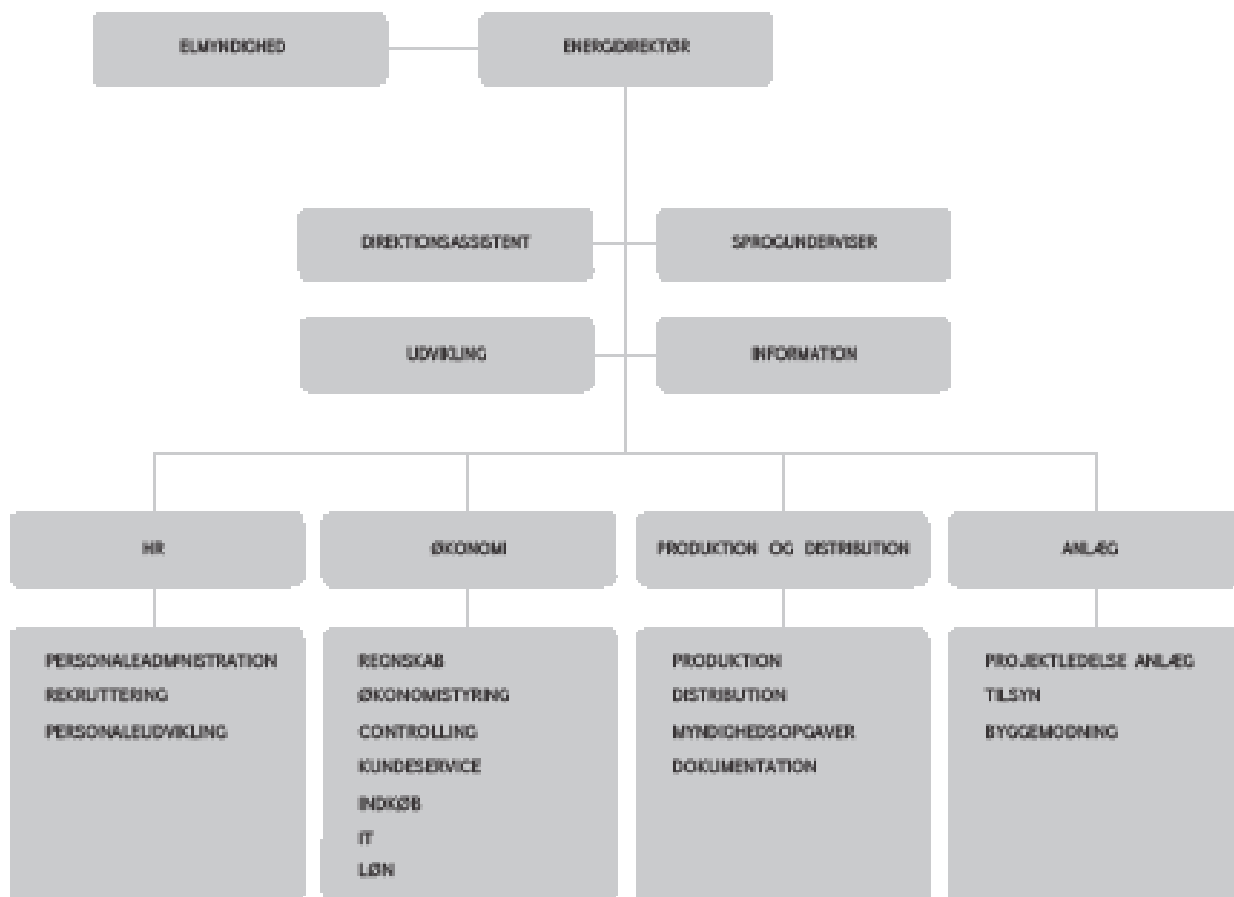 ELMYNDIGHED
ENERGIDIREKTØR
DIREKTIONSASSISTENT
SPROGUNDERVISER
UDVIKLING
INFORMATION
HR
ØKONOMI
PRODUKTION OG DISTRIBUTION
ANLÆG
PERSONALEADMINISTRATION
REKRUTTERING
PERSONALEUDVIKLING
REGNSKAB
ØKONOMISTYRING
CONTROLLING
KUNDESERVICE
INDKØB
IT
LØN
PRODUKTION
DISTRIBUTION
MYNDIGHEDSOPGAVER
DOKUMENTATION
PROJEKTLEDELSE ANLÆG
TILSYN
BYGGEMODNING